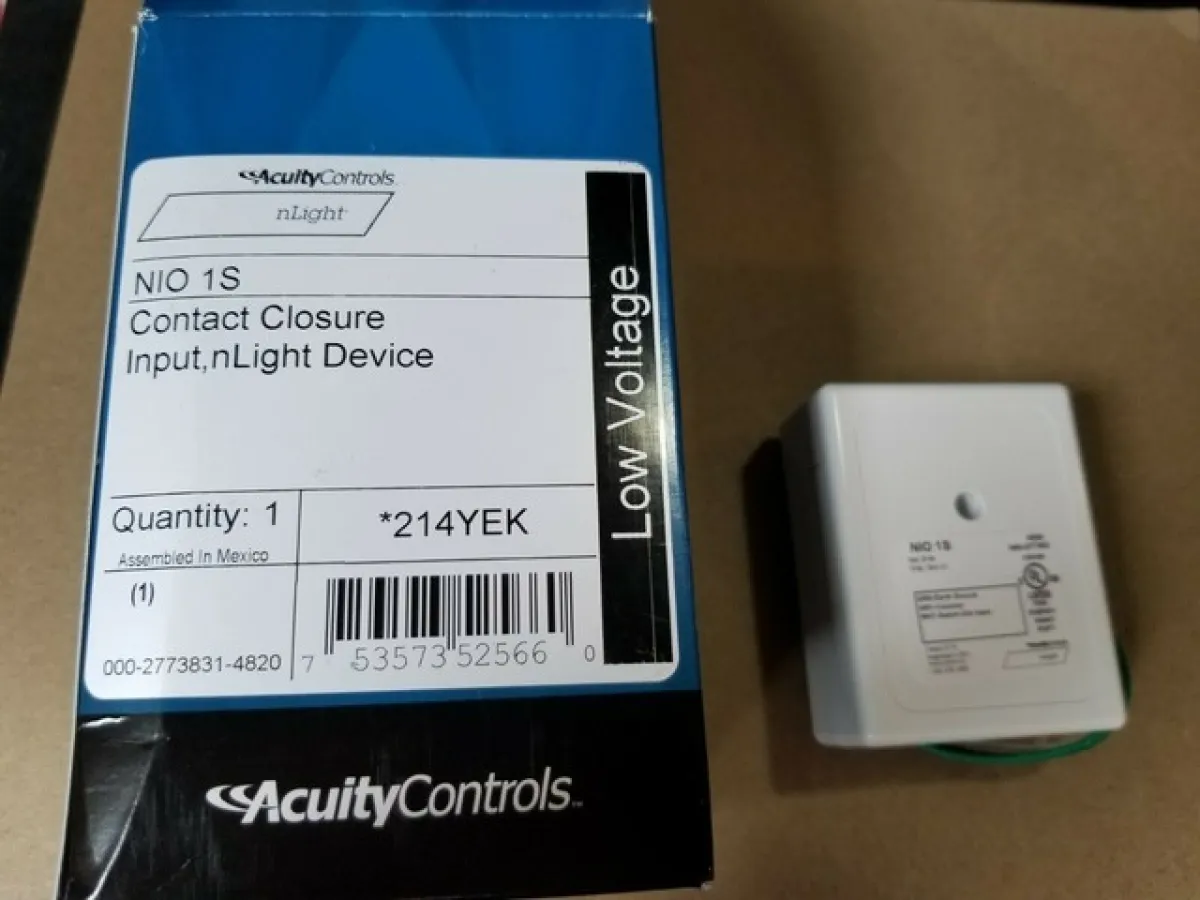 AcuityControls
nLight
NIO 1S
Contact Closure
Input,nLight Device
Low Voltage
Quantity: 1
Assembled In Mexico
*214YEK
(1)
000-2773831-4820
7 53573 52566 0
AcuityControls
NIO 1S